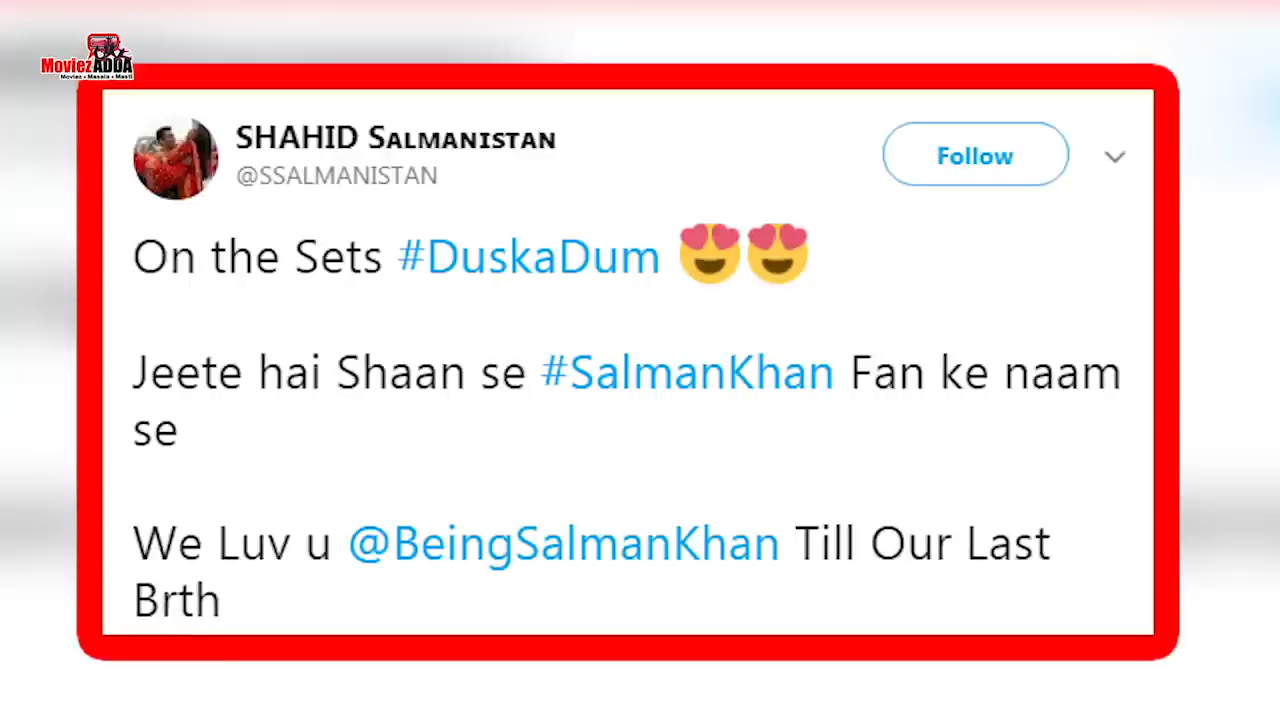 MoviezADDA
Moviez • Masala • Masti
SHAHID SALMANISTAN
@SSALMANISTAN
Follow
On the Sets #DuskaDum 😍😍
Jeete hai Shaan se #SalmanKhan Fan ke naam
se
We Luv u @BeingSalmanKhan Till Our Last
Brth